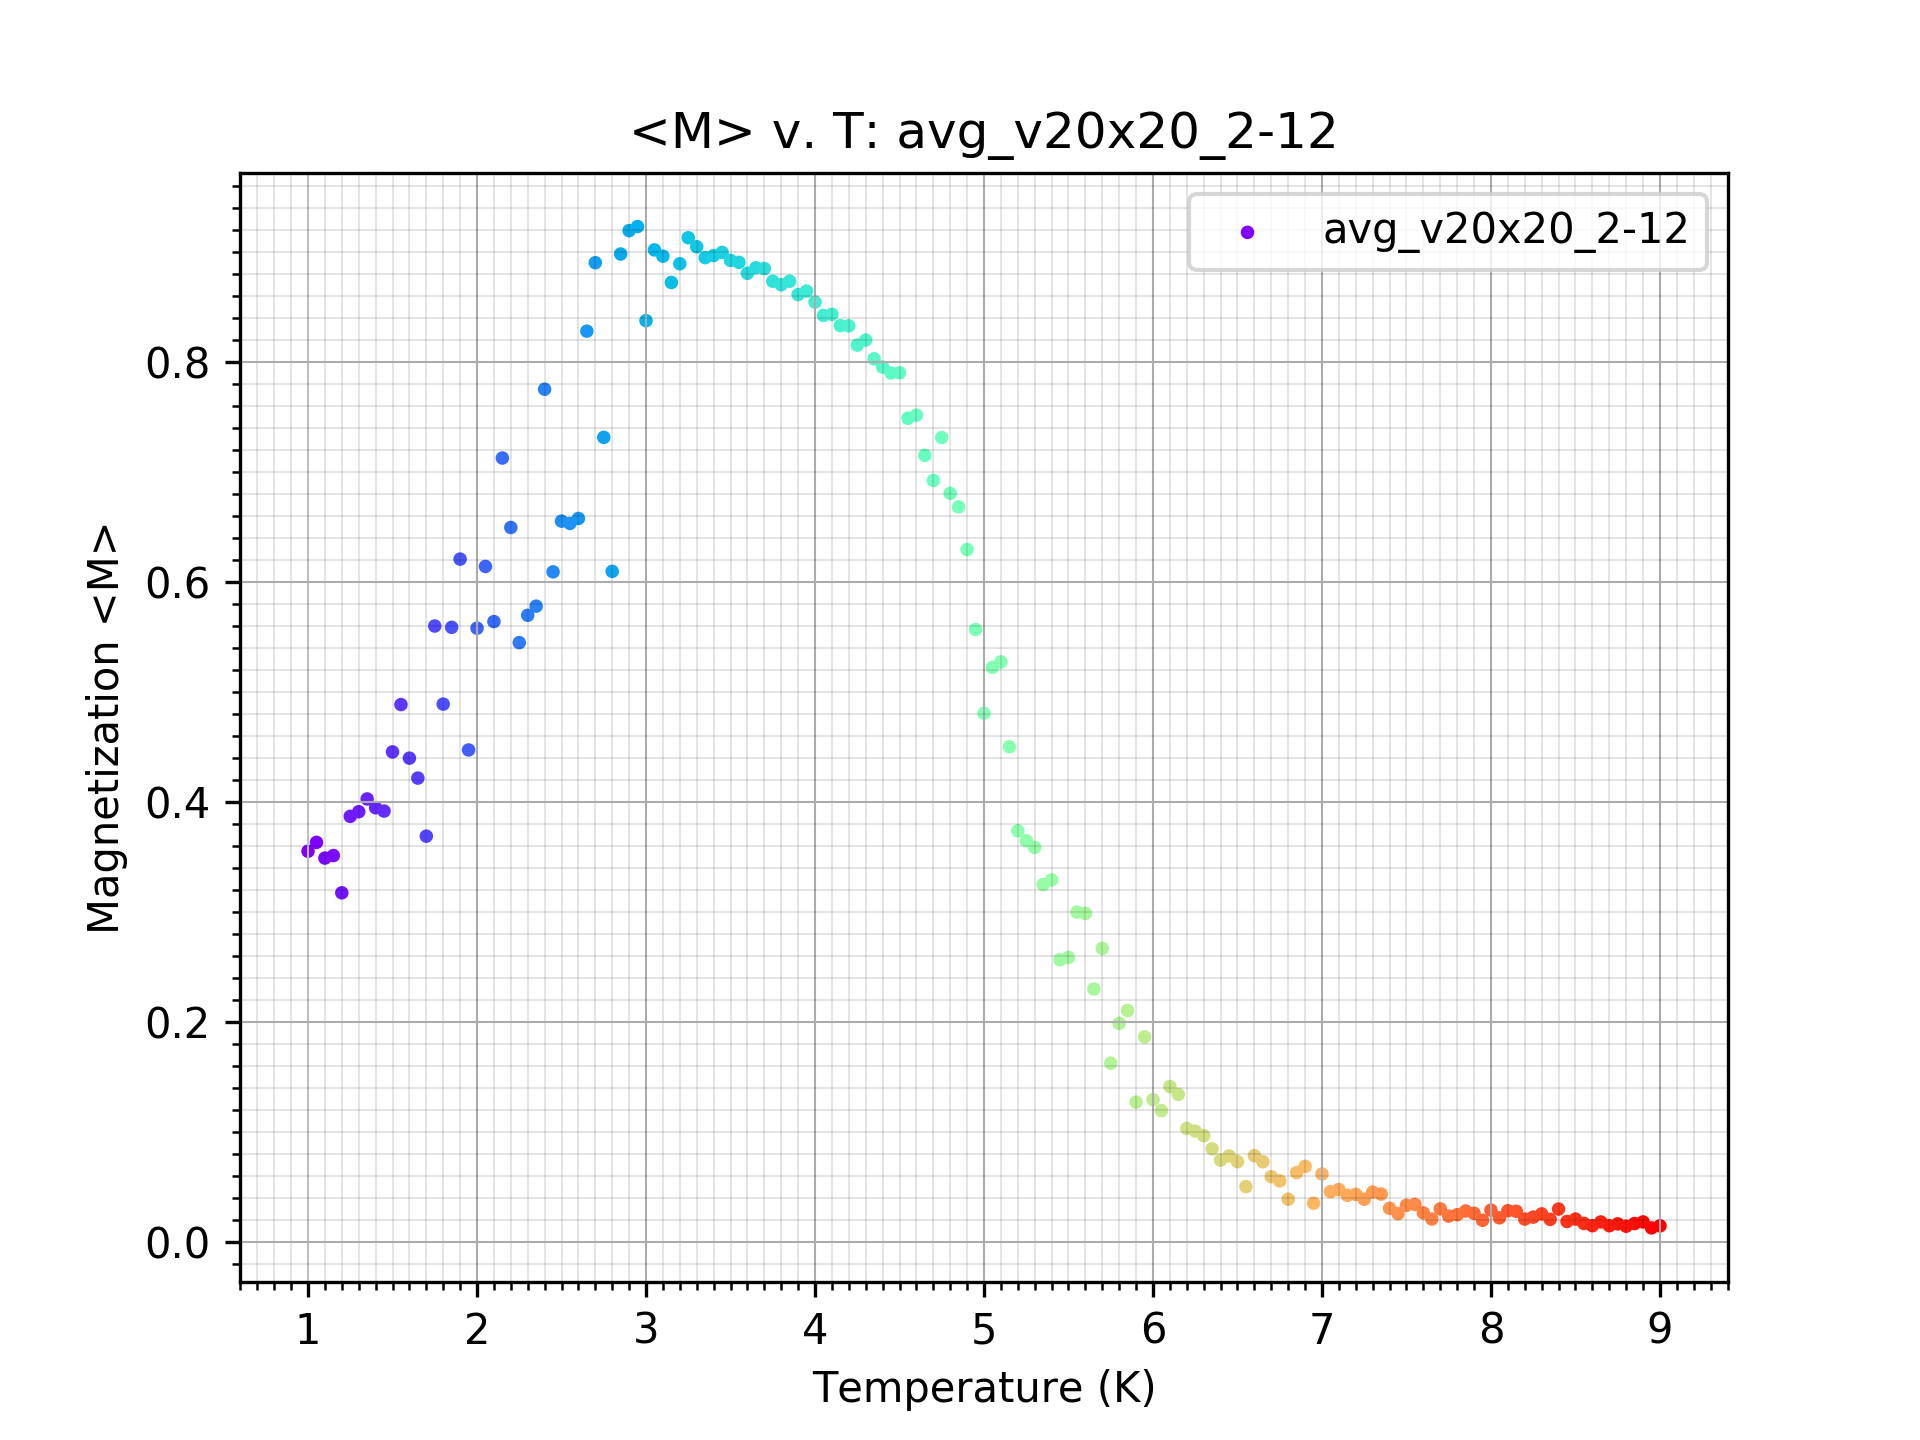 <M> v. T: avg_v20x20_2-12
avg_v20x20_2-12
Magnetization <M>
0.8
0.6
0.4
0.2
0.0
1 2 3 4 5 6 7 8 9
Temperature (K)